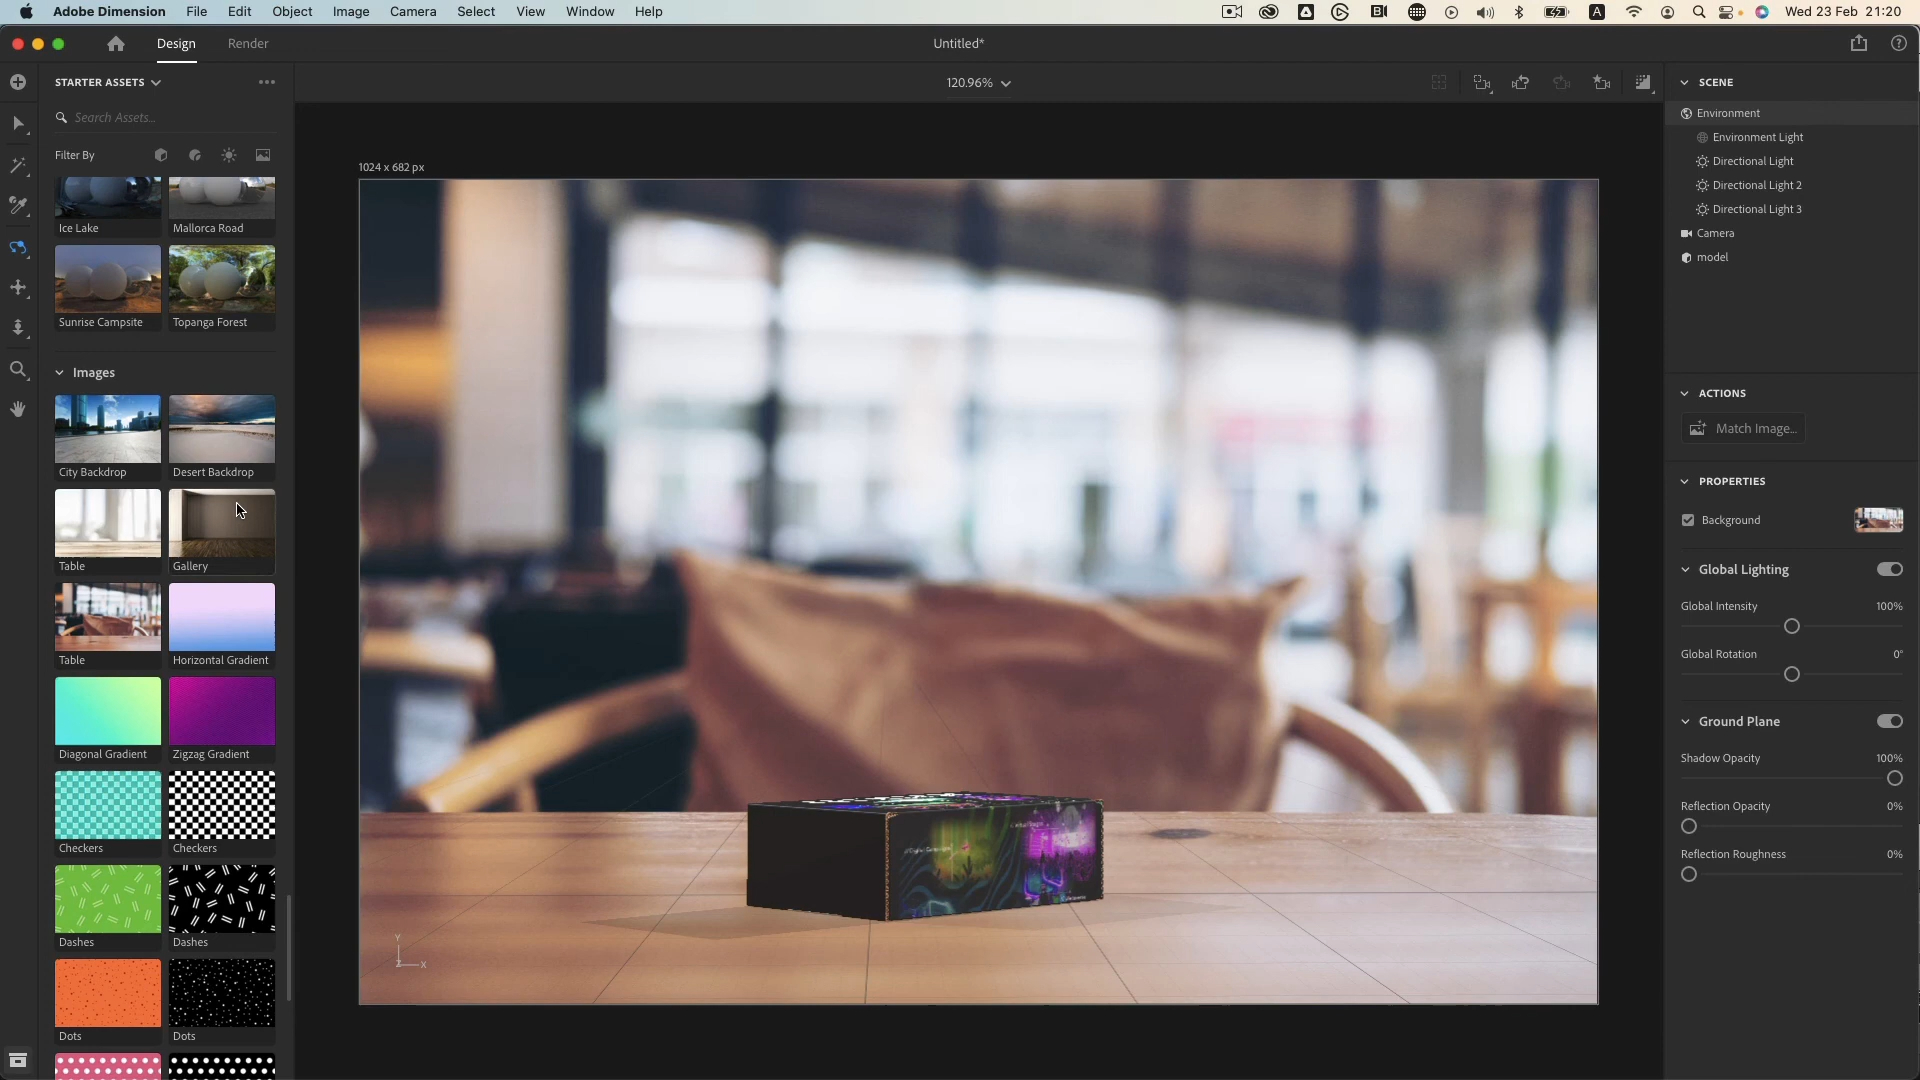 Adobe Dimension File Edit Object Image Camera Select View Window Help
A Wed 23 Feb 21:20
Design Render Untitled*
STARTER ASSETS
120.96%
Search Assets...
Filter By
Ice Lake Mallorca Road
Sunrise Campsite Topanga Forest
Images
City Backdrop Desert Backdrop
Table Gallery
Table Horizontal Gradient
Diagonal Gradient Zigzag Gradient
Checkers Checkers
Dashes Dashes
Dots Dots
1024 x 682 px
Y
Z X
SCENE
Environment
Environment Light
Directional Light
Directional Light 2
Directional Light 3
Camera
model
ACTIONS
Match Image...
PROPERTIES
Background
Global Lighting
Global Intensity 100%
Global Rotation 0°
Ground Plane
Shadow Opacity 100%
Reflection Opacity 0%
Reflection Roughness 0%